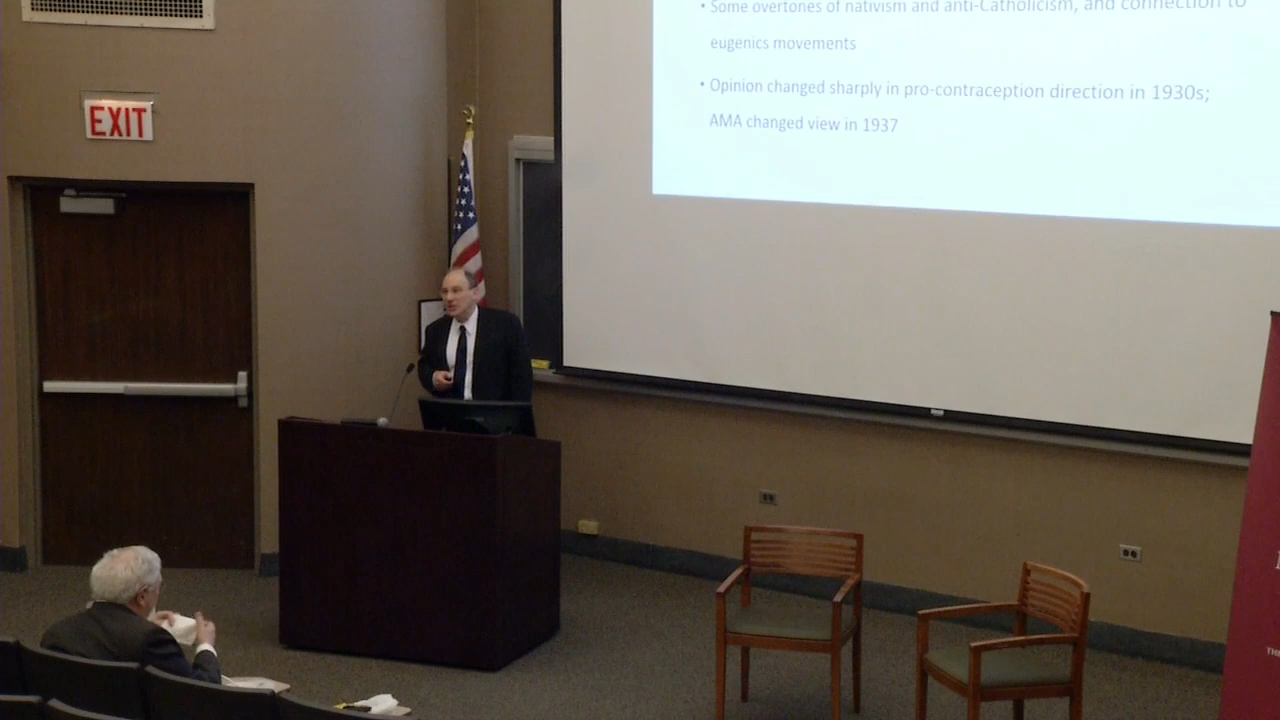 • Some overtones of nativism and anti-Catholicism, and connection to
eugenics movements
• Opinion changed sharply in pro-contraception direction in 1930s;
AMA changed view in 1937
EXIT